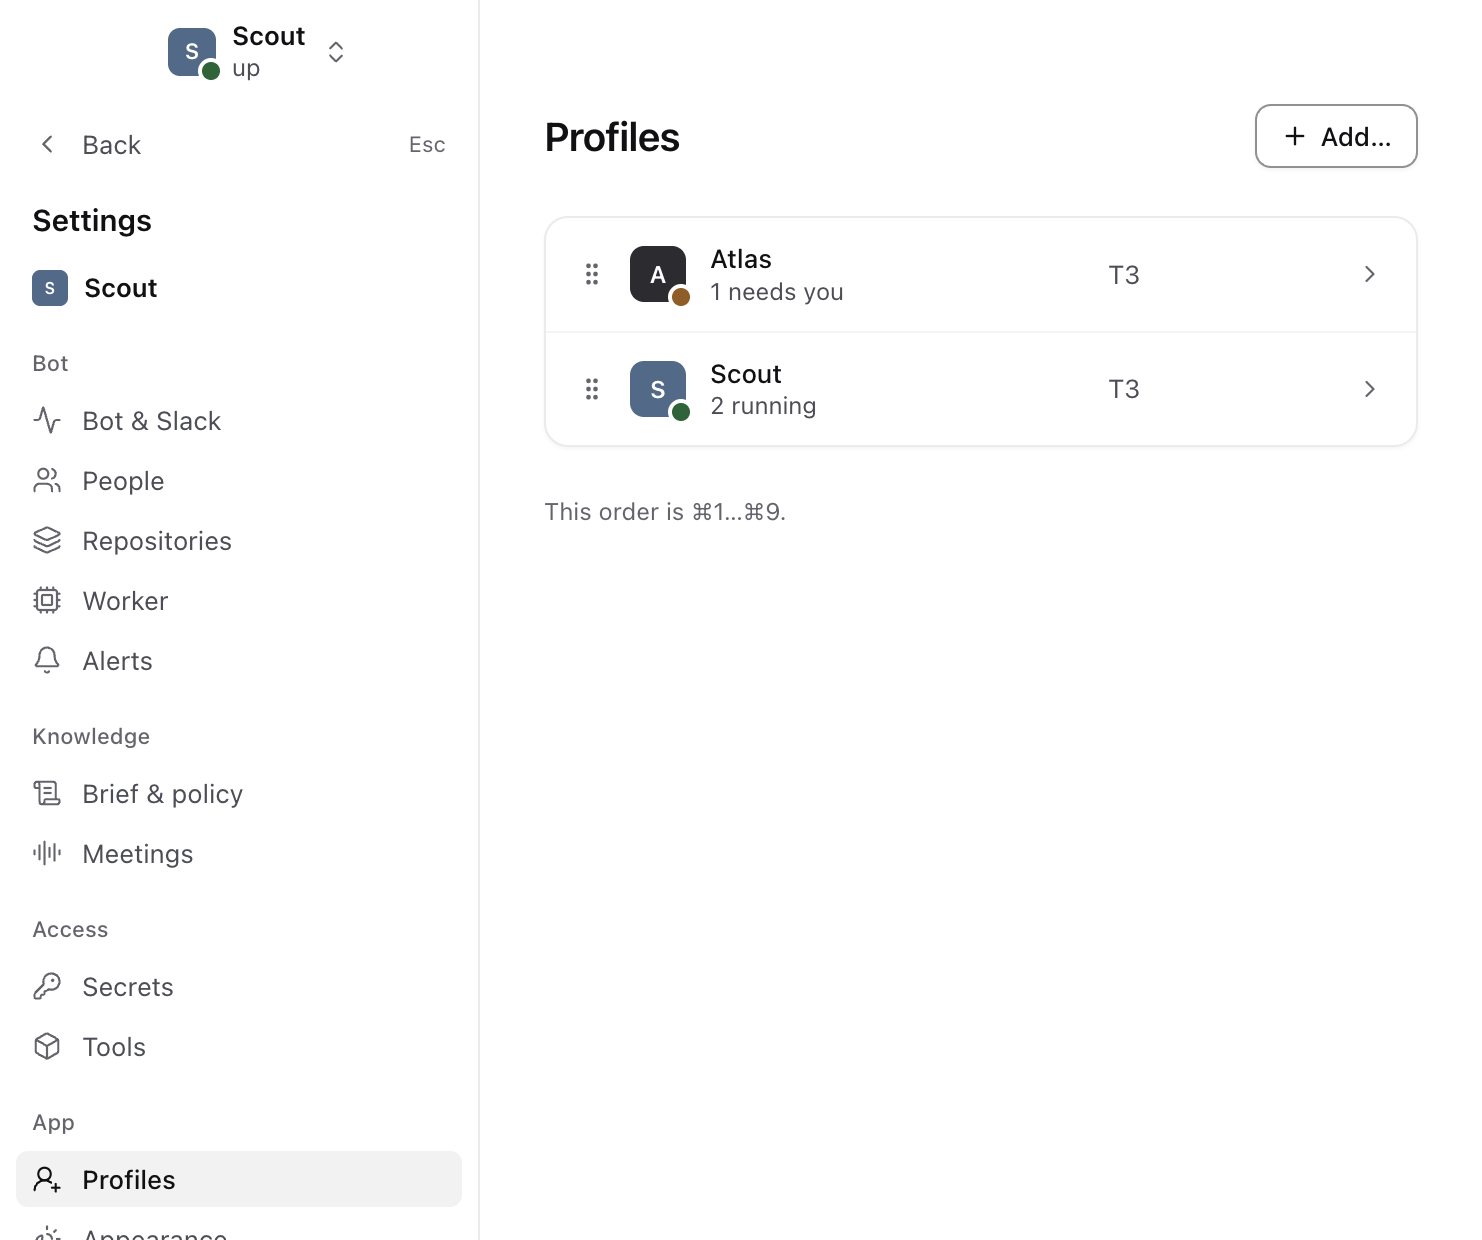 S
Scout
up
Back
Esc
Settings
S
Scout
Bot
Bot & Slack
People
Repositories
Worker
Alerts
Knowledge
Brief & policy
Meetings
Access
Secrets
Tools
App
Profiles
Appearance
Profiles
+ Add...
A
Atlas
1 needs you
T3
S
Scout
2 running
T3
This order is ⌘1...⌘9.